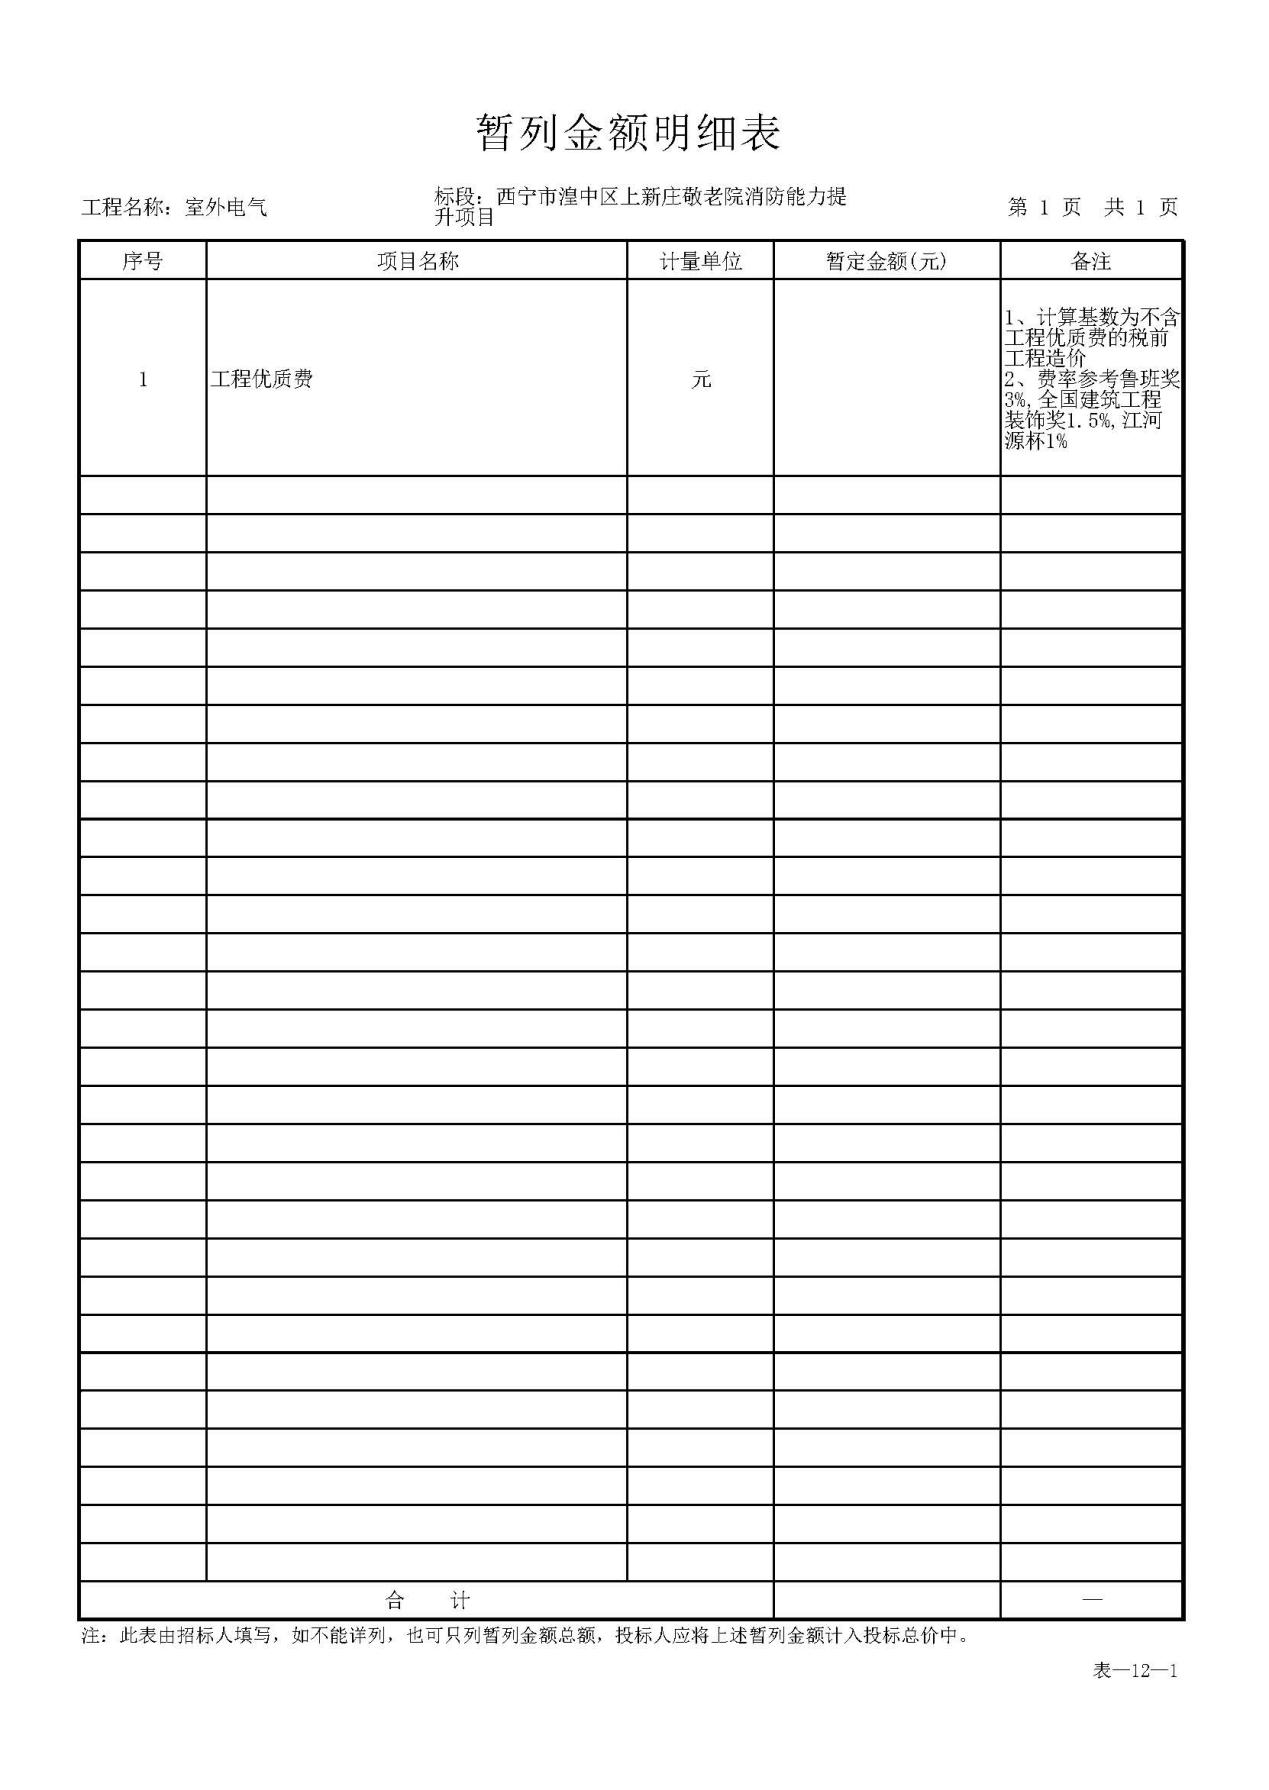 暂列金额明细表
工程名称：室外电气
标段：西宁市湟中区上新庄敬老院消防能力提
升项目
第 1 页 共 1 页
序号 项目名称 计量单位 暂定金额(元) 备注
1 工程优质费 元
1、计算基数为不含
工程优质费的税前
工程造价
2、费率参考鲁班奖
3%,全国建筑工程
装饰奖1.5%,江河
源杯1%
合 计 —
注：此表由招标人填写，如不能详列，也可只列暂列金额总额，投标人应将上述暂列金额计入投标总价中。
表—12—1